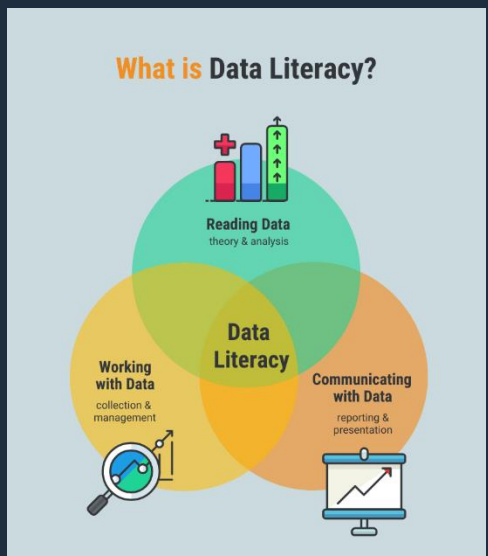 What is Data Literacy?
Reading Data
theory & analysis
Data
Literacy
Working
with Data
collection &
management
Communicating
with Data
reporting &
presentation